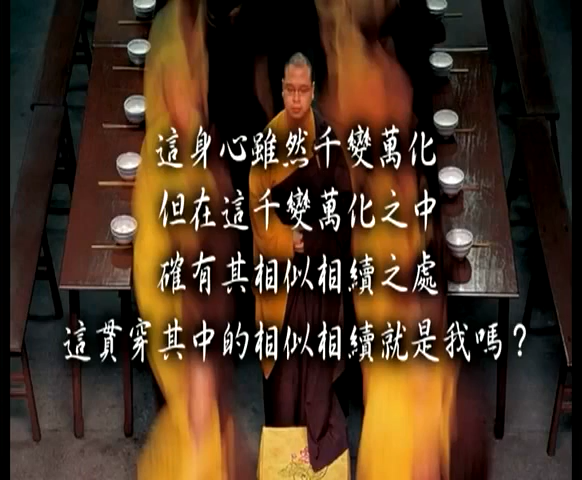 這身心雖然千變萬化
但在這千變萬化之中
確有其相似相續之處
這貫穿其中的相似相續就是我嗎？